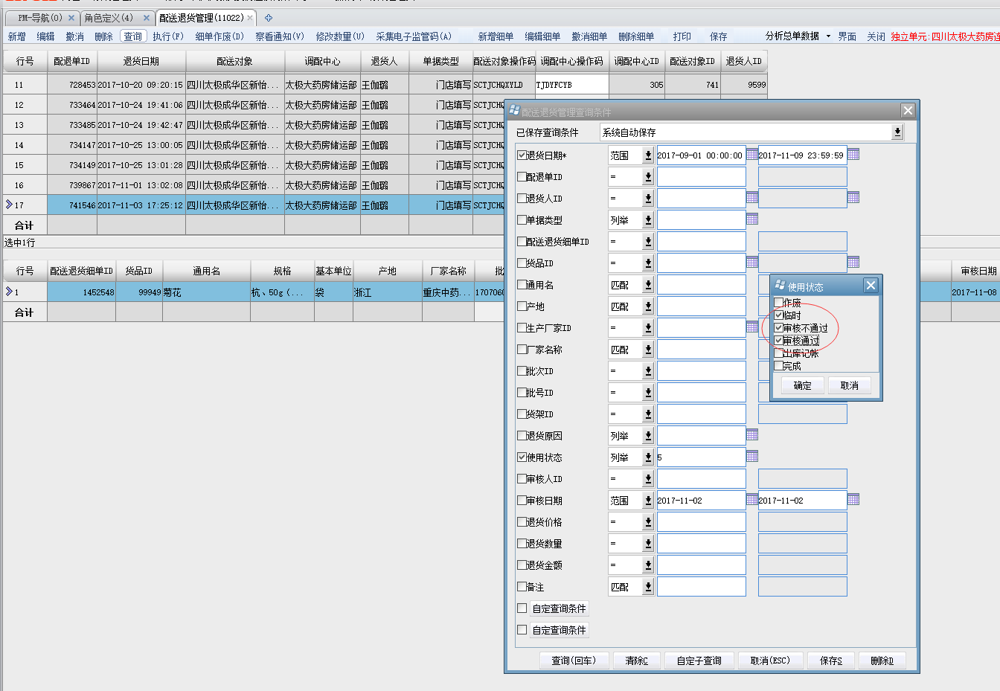 PM-导航(0) 角色定义(4) 配送退货管理(11022)
新增 编辑 撤消 删除 查询 执行(F) 细单作废(D) 察看通知(V) 修改数量(U) 采集电子监管码(A) 新增细单 编辑细单 撤消细单 删除细单 打印 保存 分析总单数据 界面 关闭 独立单元:四川太极大药房连
行号 配退单ID 退货日期 配送对象 调配中心 退货人 单据类型 配送对象操作码 调配中心操作码 调配中心ID 配送对象ID 退货人ID
11 728453 2017-10-20 09:20:15 四川太极成华区新怡... 太极大药房储运部 王伽璐 门店填写 SCTJCHQXYLD TJDYFCYB 305 741 9599
12 733464 2017-10-24 19:41:06 四川太极成华区新怡... 太极大药房储运部 王伽璐 门店填写 SCTJCHQ
13 733485 2017-10-24 19:42:47 四川太极成华区新怡... 太极大药房储运部 王伽璐 门店填写 SCTJCHQ
14 734147 2017-10-25 13:00:05 四川太极成华区新怡... 太极大药房储运部 王伽璐 门店填写 SCTJCHQ
15 734149 2017-10-25 13:01:28 四川太极成华区新怡... 太极大药房储运部 王伽璐 门店填写 SCTJCHQ
16 739867 2017-11-01 13:02:08 四川太极成华区新怡... 太极大药房储运部 王伽璐 门店填写 SCTJCHQ
17 741546 2017-11-03 17:25:12 四川太极成华区新怡... 太极大药房储运部 王伽璐 门店填写 SCTJCHQ
合计
选中1行
行号 配送退货细单ID 货品ID 通用名 规格 基本单位 产地 厂家名称 批 审核日期
1 1452548 99949 菊花 杭、50g (... 袋 浙江 重庆中药... 170706 2017-11-08
合计
配送退货管理查询条件
已保存查询条件 系统自动保存
退货日期* 范围 2017-09-01 00:00:00 2017-11-09 23:59:59
配退单ID =
退货人ID =
单据类型 列举
配送退货细单ID =
货品ID =
通用名 匹配
产地 匹配
生产厂家ID =
厂家名称 匹配
批次ID =
批号ID =
货架ID =
退货原因 列举
使用状态 列举 5
审核人ID =
审核日期 范围 2017-11-02 2017-11-02
退货价格 =
退货数量 =
退货金额 =
备注 匹配
自定查询条件
自定查询条件
查询(回车) 清除C 自定子查询 取消(ESC) 保存S 删除D
使用状态
作废
临时
审核不通过
审核通过
出库记帐
完成
确定 取消